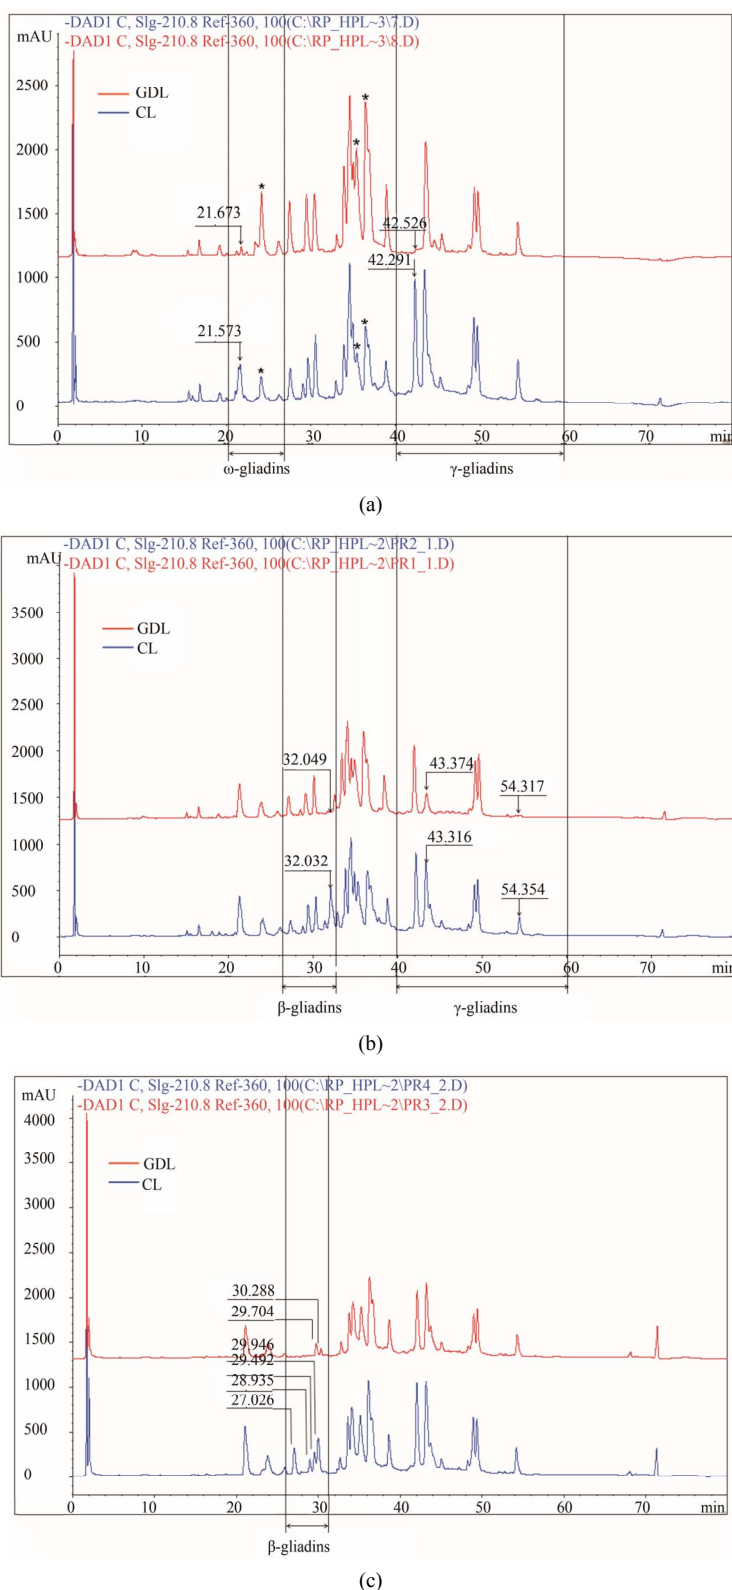 -DAD1 C, Slg-210.8 Ref-360, 100(C:\RP_HPL~3\7.D)
mAU -DAD1 C, Slg-210.8 Ref-360, 100(C:\RP_HPL~3\8.D)
2500
GDL
CL
*
2000
*
*
21.673
1500
42.526
42.291
1000
21.573
*
500
*
*
0
0 10 20 30 40 50 60 70 min
ω-gliadins γ-gliadins
(a)
-DAD1 C, Slg-210.8 Ref-360, 100(C:\RP_HPL~2\PR2_1.D)
mAU -DAD1 C, Slg-210.8 Ref-360, 100(C:\RP_HPL~2\PR1_1.D)
3500
GDL
3000
CL
2500
2000
32.049 43.374
54.317
1500
1000
43.316
32.032
500
54.354
0
0 10 20 30 40 50 60 70 min
β-gliadins γ-gliadins
(b)
-DAD1 C, Slg-210.8 Ref-360, 100(C:\RP_HPL~2\PR4_2.D)
mAU -DAD1 C, Slg-210.8 Ref-360, 100(C:\RP_HPL~2\PR3_2.D)
4000
3500
GDL
CL
3000
2500
2000
30.288
29.704
1500
29.946
29.492
1000
28.935
27.026
500
0
0 10 20 30 40 50 60 70 min
β-gliadins
(c)